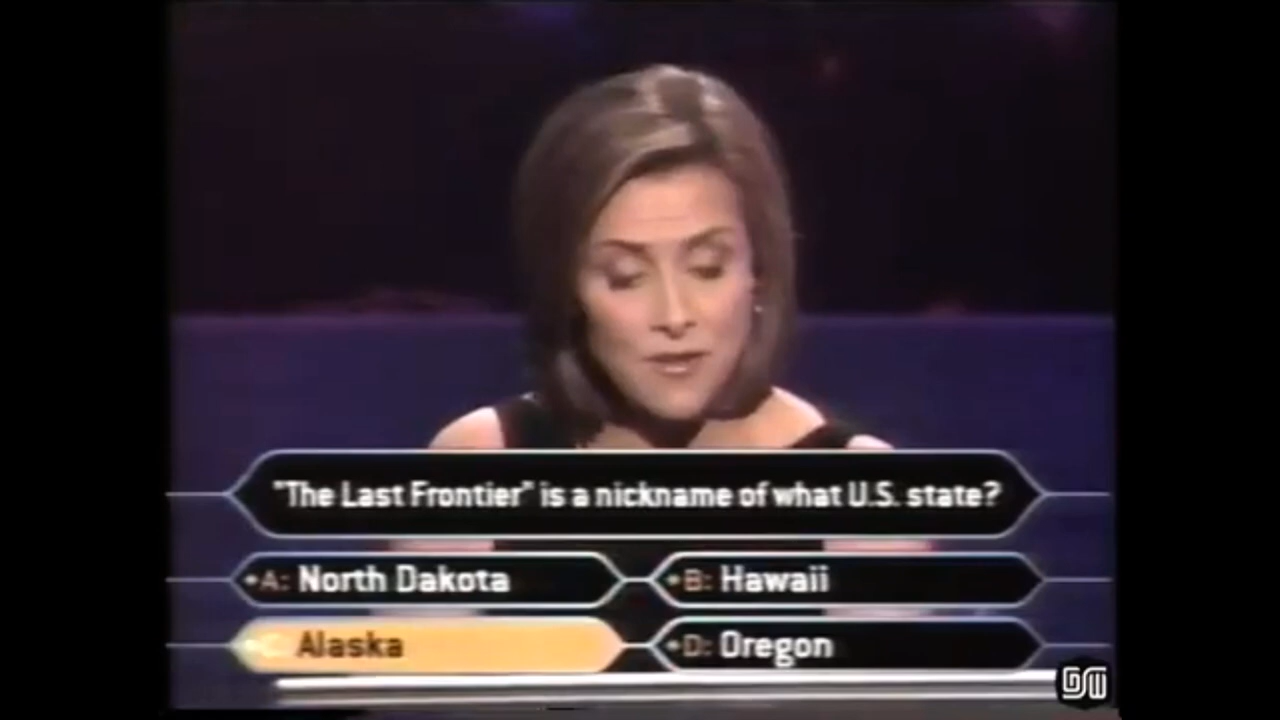 "The Last Frontier" is a nickname of what U.S. state?
A: North Dakota
B: Hawaii
Alaska
D: Oregon